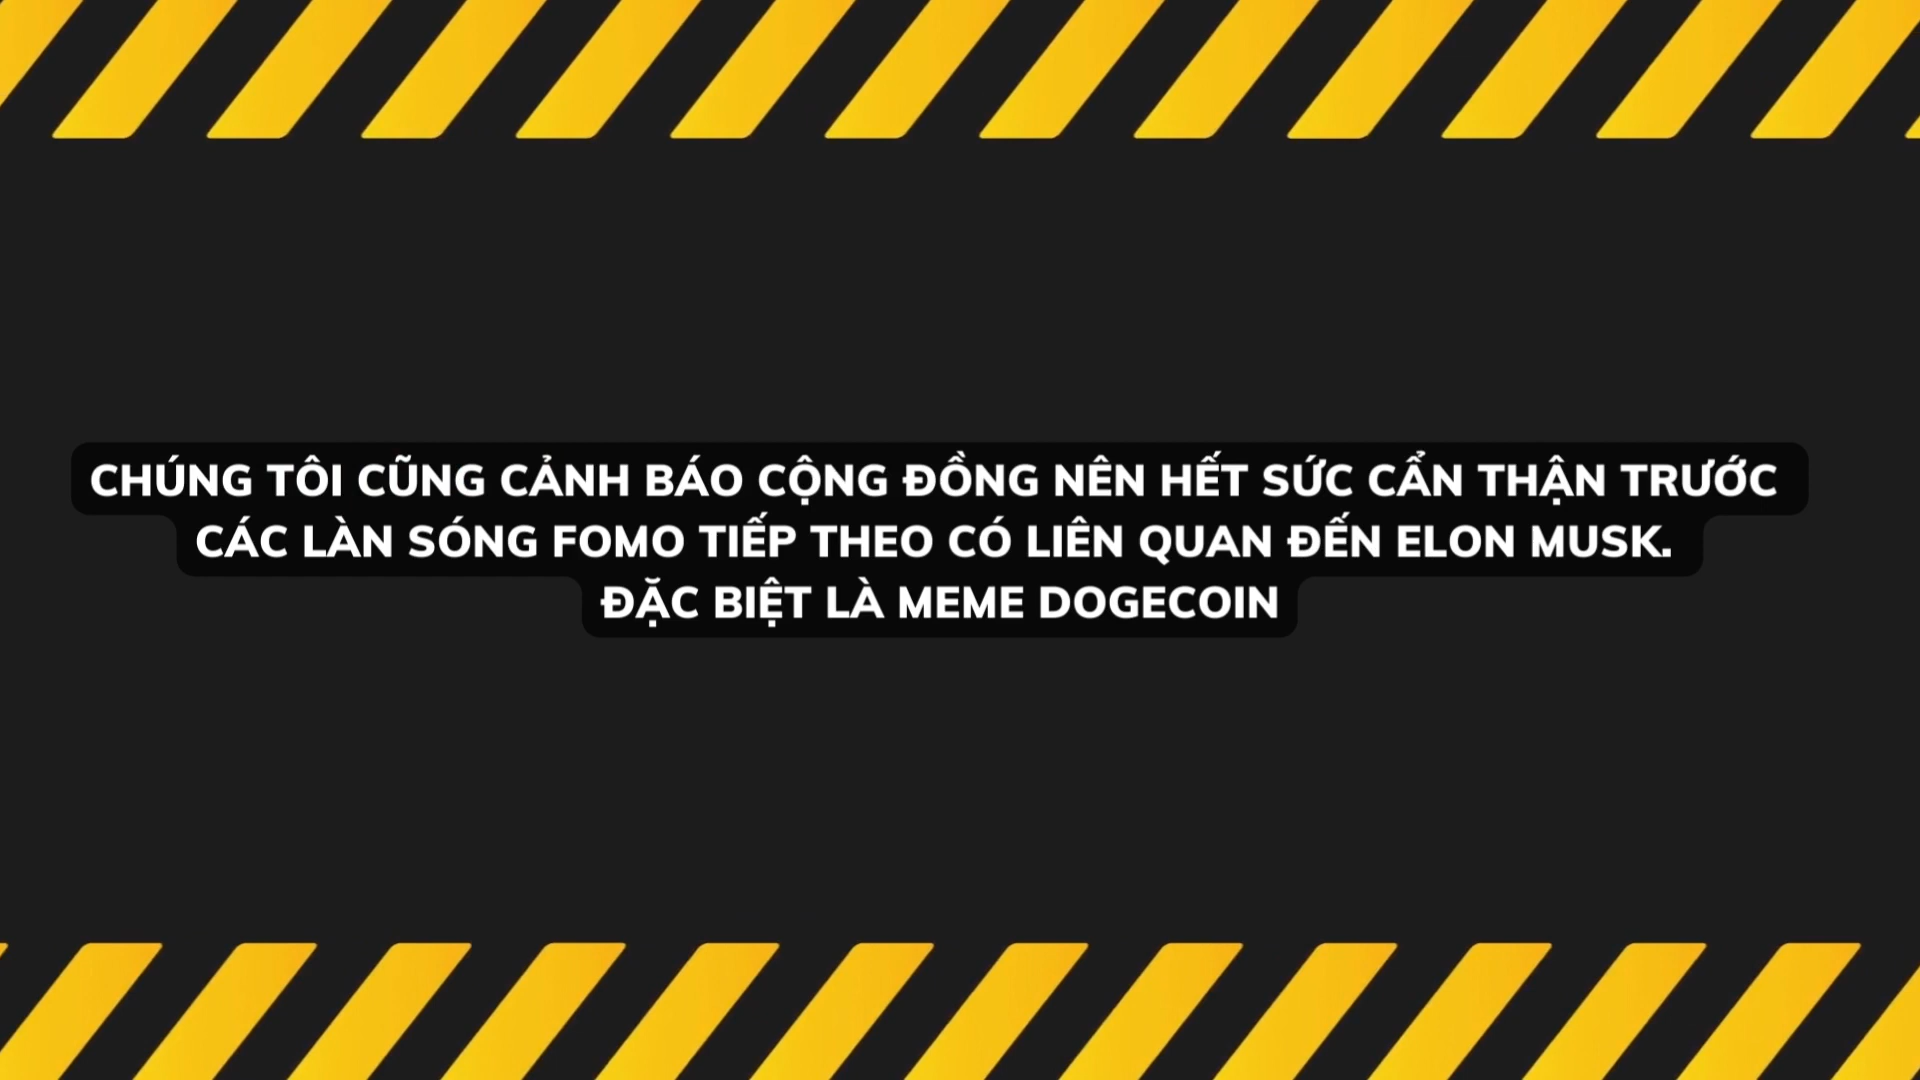 CHÚNG TÔI CŨNG CẢNH BÁO CỘNG ĐỒNG NÊN HẾT SỨC CẨN THẬN TRƯỚC
CÁC LÀN SÓNG FOMO TIẾP THEO CÓ LIÊN QUAN ĐẾN ELON MUSK.
ĐẶC BIỆT LÀ MEME DOGECOIN